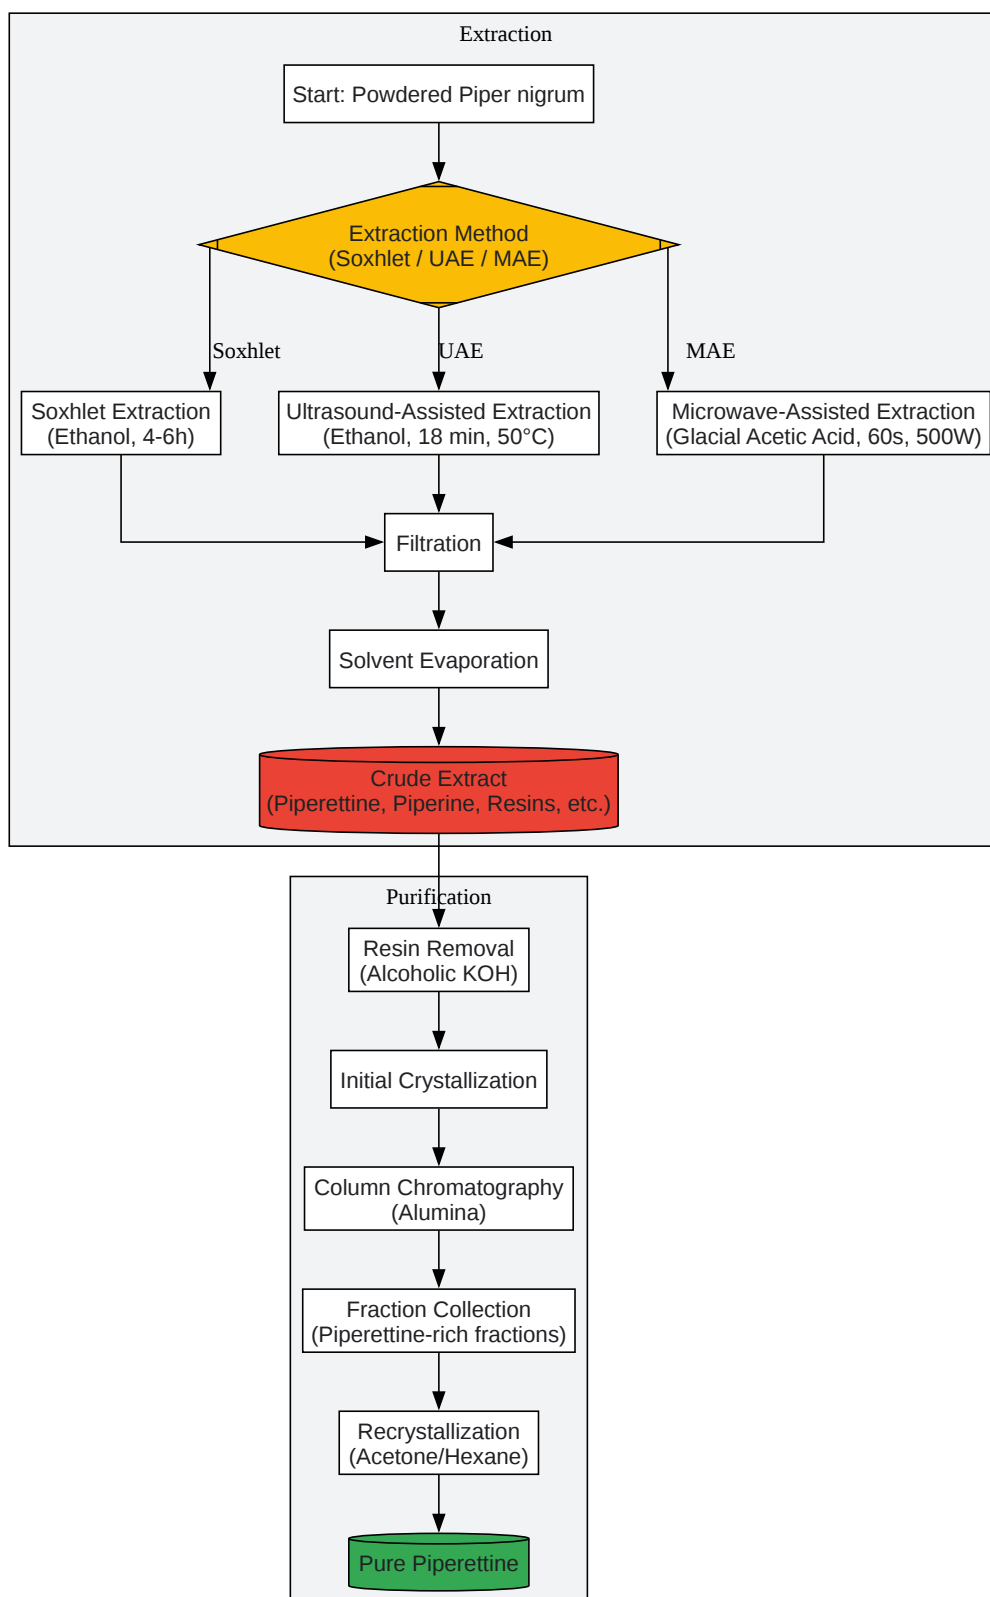 Extraction
Start: Powdered Piper nigrum
Extraction Method
(Soxhlet / UAE / MAE)
Soxhlet
UAE
MAE
Soxhlet Extraction
(Ethanol, 4-6h)
Ultrasound-Assisted Extraction
(Ethanol, 18 min, 50°C)
Microwave-Assisted Extraction
(Glacial Acetic Acid, 60s, 500W)
Filtration
Solvent Evaporation
Crude Extract
(Piperettine, Piperine, Resins, etc.)
Purification
Resin Removal
(Alcoholic KOH)
Initial Crystallization
Column Chromatography
(Alumina)
Fraction Collection
(Piperettine-rich fractions)
Recrystallization
(Acetone/Hexane)
Pure Piperettine